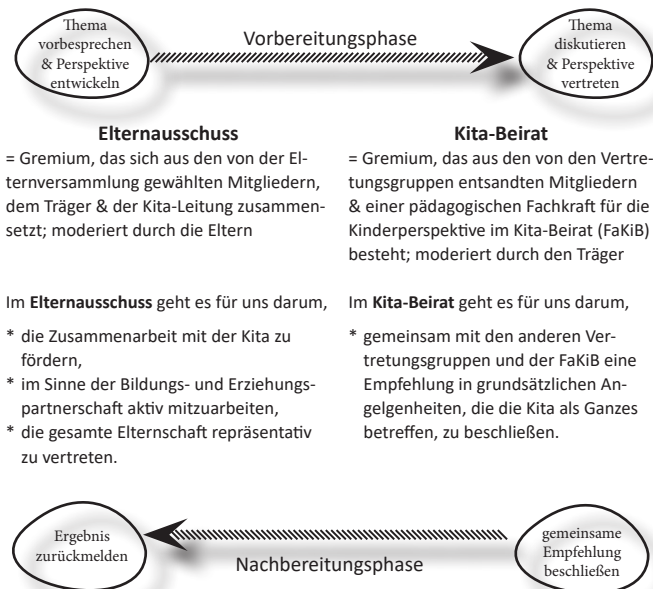 Thema
vorbesprechen
& Perspektive
entwickeln
Vorbereitungsphase
Thema
diskutieren
& Perspektive
vertreten
Elternausschuss
= Gremium, das sich aus den von der El-
ternversammlung gewählten Mitgliedern,
dem Träger & der Kita-Leitung zusammen-
setzt; moderiert durch die Eltern
Kita-Beirat
= Gremium, das aus den von den Vertre-
tungsgruppen entsandten Mitgliedern
& einer pädagogischen Fachkraft für die
Kinderperspektive im Kita-Beirat (FaKiB)
besteht; moderiert durch den Träger
Im Elternausschuss geht es für uns darum,
* die Zusammenarbeit mit der Kita zu
fördern,
* im Sinne der Bildungs- und Erziehungs-
partnerschaft aktiv mitzuarbeiten,
* die gesamte Elternschaft repräsentativ
zu vertreten.
Im Kita-Beirat geht es für uns darum,
* gemeinsam mit den anderen Ver-
tretungsgruppen und der FaKiB eine
Empfehlung in grundsätzlichen An-
gelgenheiten, die die Kita als Ganzes
betreffen, zu beschließen.
Ergebnis
zurückmelden
Nachbereitungsphase
gemeinsame
Empfehlung
beschließen